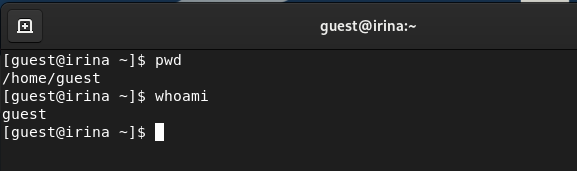 guest@irina:~
[guest@irina ~]$ pwd
/home/guest
[guest@irina ~]$ whoami
guest
[guest@irina ~]$